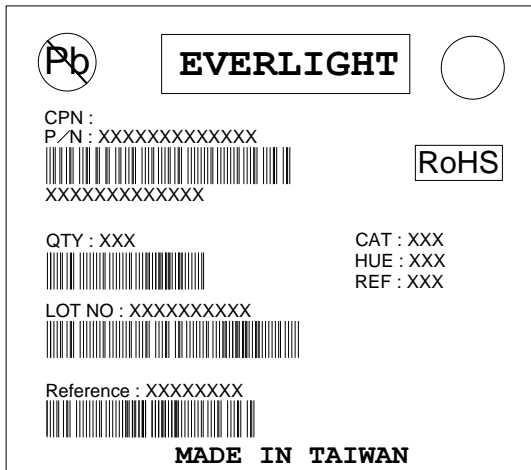 Pb
EVERLIGHT
CPN :
P/N : XXXXXXXXXXXXX
RoHS
XXXXXXXXXXXXX
QTY : XXX
CAT : XXX
HUE : XXX
REF : XXX
LOT NO : XXXXXXXXXX
Reference : XXXXXXXX
MADE IN TAIWAN